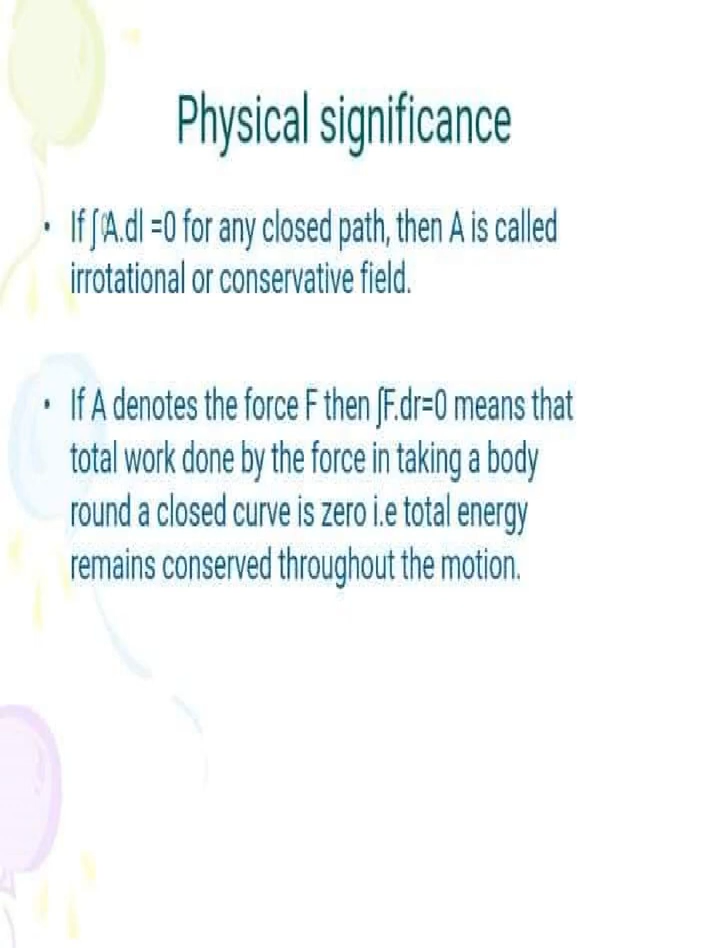 Physical significance
• If ∫A.dl =0 for any closed path, then A is called
irrotational or conservative field.
• If A denotes the force F then ∫F.dr=0 means that
total work done by the force in taking a body
round a closed curve is zero i.e total energy
remains conserved throughout the motion.